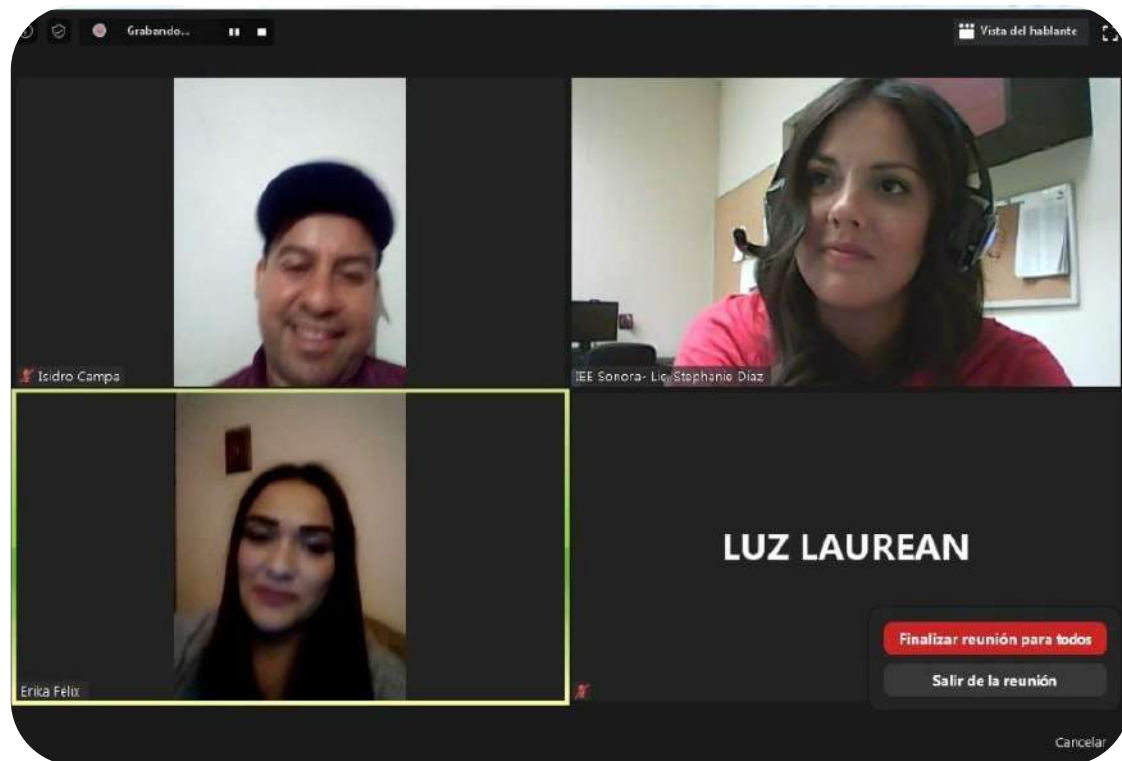 Grabando...
Vista del hablante
Isidro Campa
IEE Sonora- Lic. Stephanie Díaz
Erika Félix
LUZ LAUREAN
Finalizar reunión para todos
Salir de la reunión
Cancelar